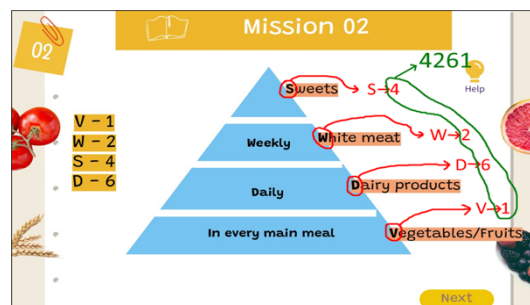 Mission 02
02
4261
Help
Sweets S→4
V - 1
W - 2
S - 4
D - 6
Weekly
White meat W→2
D→6
Daily
Dairy products
V→1
In every main meal
Vegetables/Fruits
Next